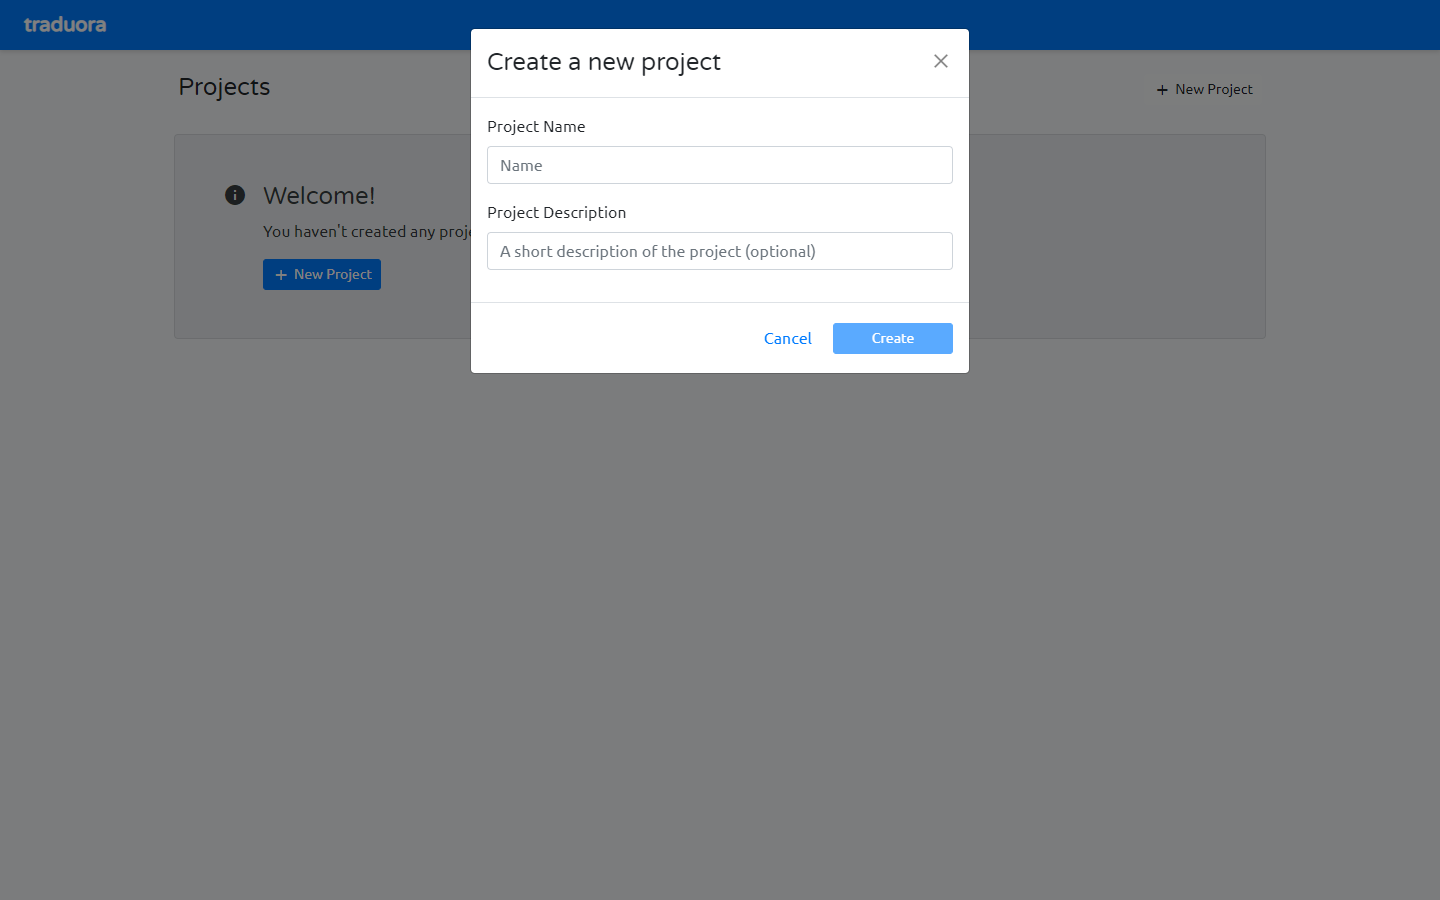 traduora
Projects
New Project
Welcome!
You haven't created any
New Project
Create a new project
Project Name
Name
Project Description
A short description of the project (optional)
Cancel
Create